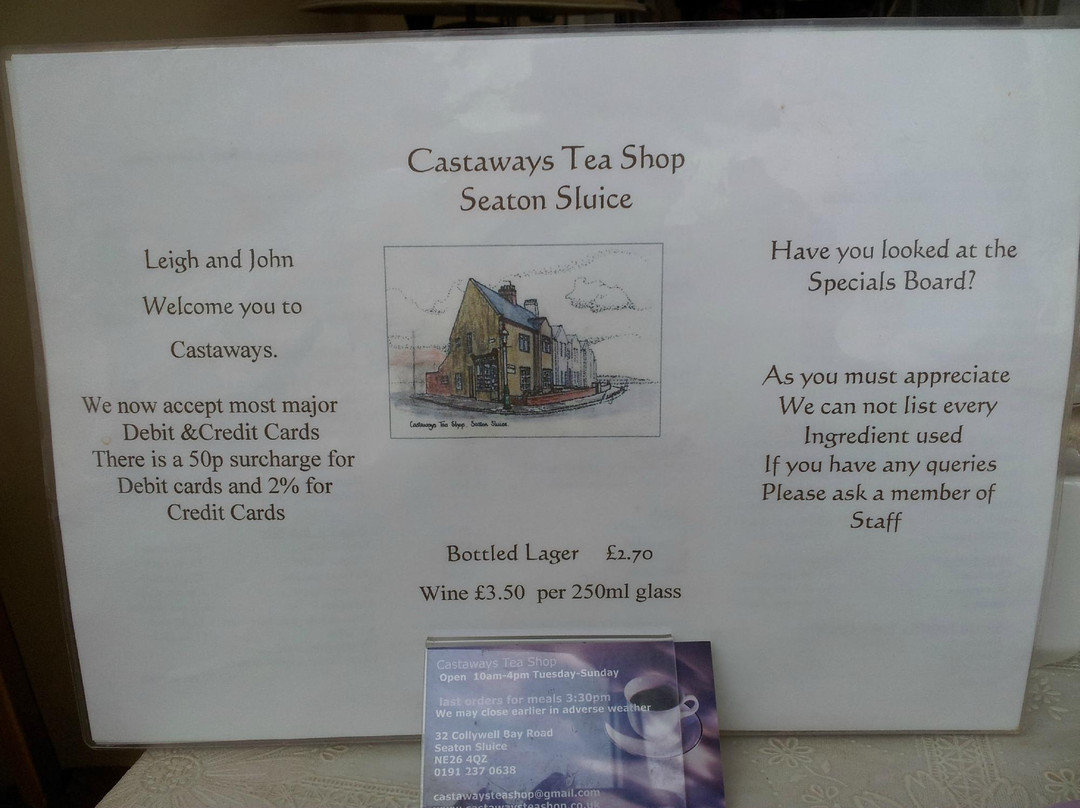 Castaways Tea Shop
Seaton Sluice
Leigh and John
Welcome you to
Castaways.
We now accept most major
Debit &Credit Cards
There is a 50p surcharge for
Debit cards and 2% for
Credit Cards
Castaways Tea Shop. Seaton Sluice.
Have you looked at the
Specials Board?
As you must appreciate
We can not list every
Ingredient used
If you have any queries
Please ask a member of
Staff
Bottled Lager £2.70
Wine £3.50 per 250ml glass
Castaways Tea Shop
Open 10am-4pm Tuesday-Sunday
last orders for meals 3:30pm
We may close earlier in adverse weather
32 Collywell Bay Road
Seaton Sluice
NE26 4QZ
0191 237 0638
castawaysteashop@gmail.com
www.castawaysteashop.co.uk